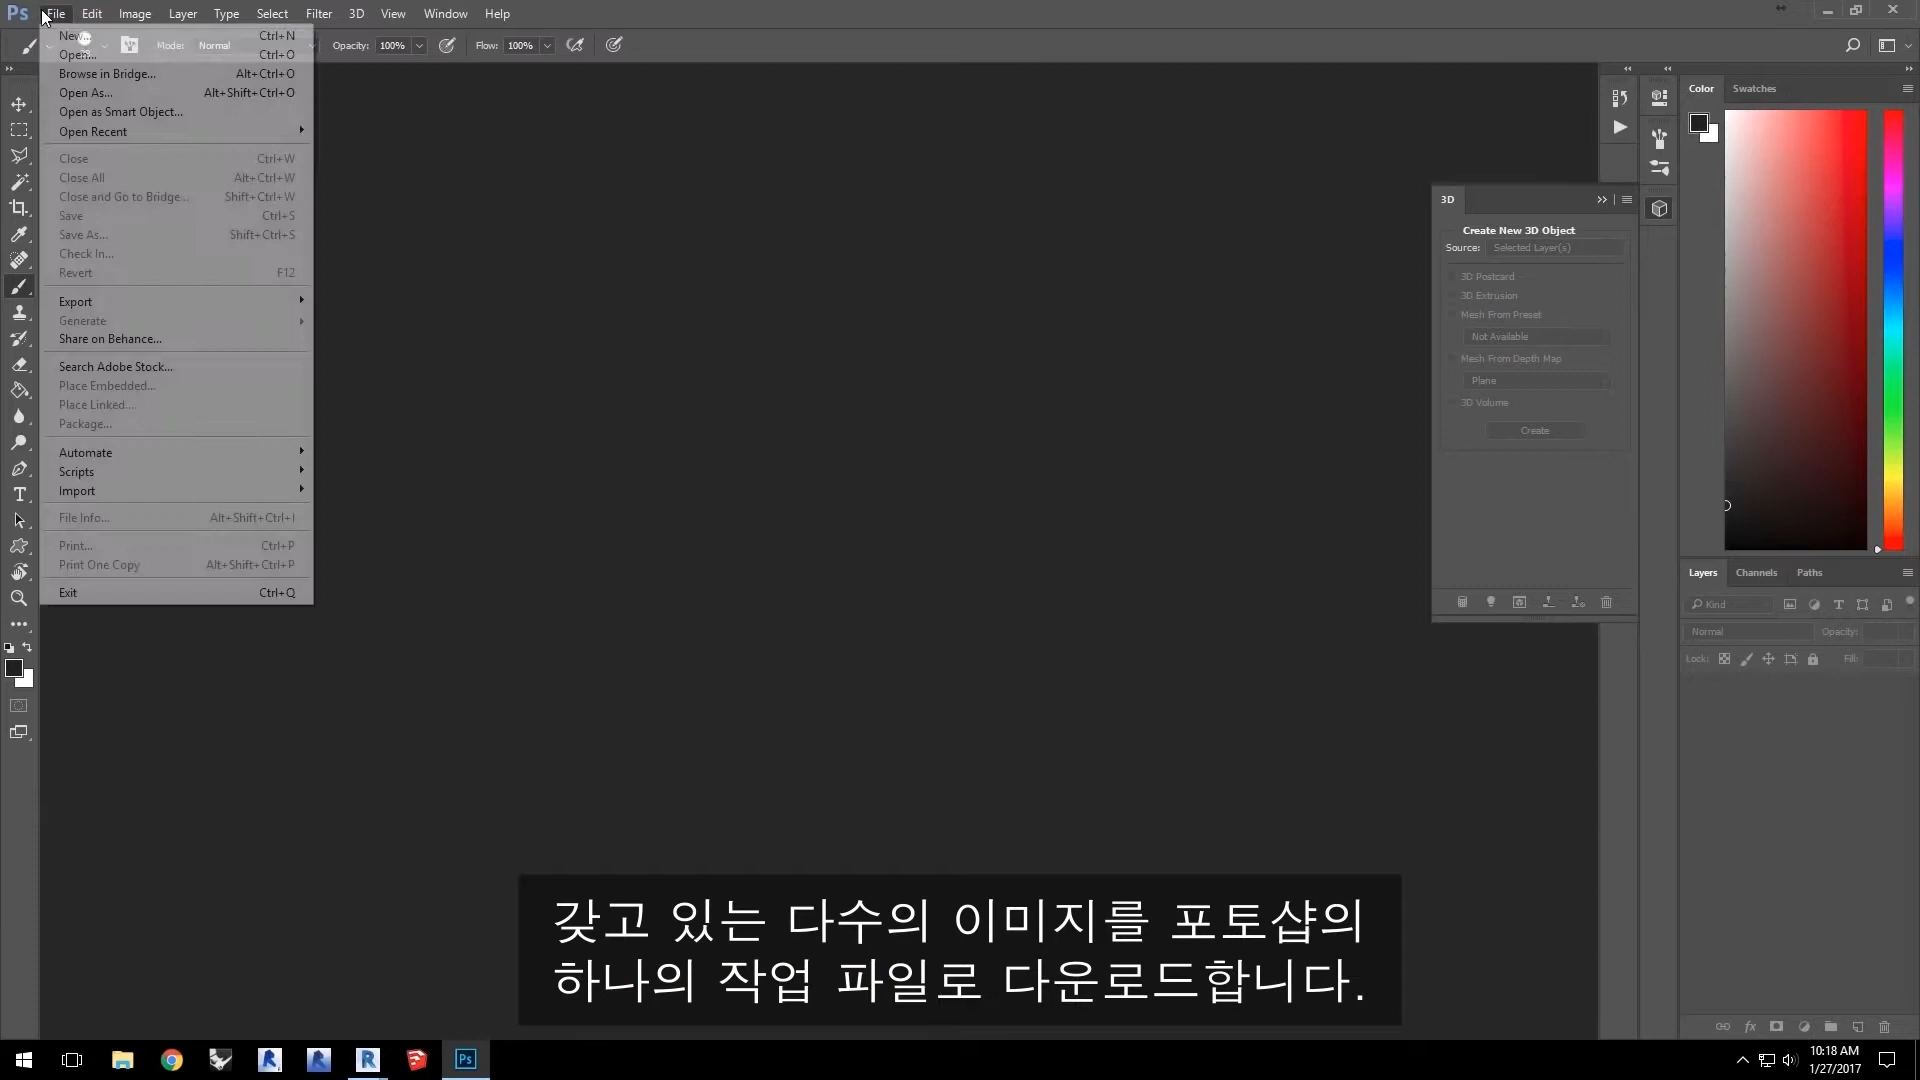 Ps File Edit Image Layer Type Select Filter 3D View Window Help
Mode: Normal Opacity: 100% Flow: 100%
New... Ctrl+N
Open... Ctrl+O
Browse in Bridge... Alt+Ctrl+O
Open As... Alt+Shift+Ctrl+O
Open as Smart Object...
Open Recent
Close Ctrl+W
Close All Alt+Ctrl+W
Close and Go to Bridge... Shift+Ctrl+W
Save Ctrl+S
Save As... Shift+Ctrl+S
Check In...
Revert F12
Export
Generate
Share on Behance...
Search Adobe Stock...
Place Embedded...
Place Linked...
Package...
Automate
Scripts
Import
File Info... Alt+Shift+Ctrl+I
Print... Ctrl+P
Print One Copy Alt+Shift+Ctrl+P
Exit Ctrl+Q
3D
Create New 3D Object
Source: Selected Layer(s)
3D Postcard
3D Extrusion
Mesh From Preset
Not Available
Mesh From Depth Map
Plane
3D Volume
Create
Color Swatches
Layers Channels Paths
Kind
Normal Opacity:
Lock: Fill:
갖고 있는 다수의 이미지를 포토샵의
하나의 작업 파일로 다운로드합니다.
Ps
10:18 AM
1/27/2017